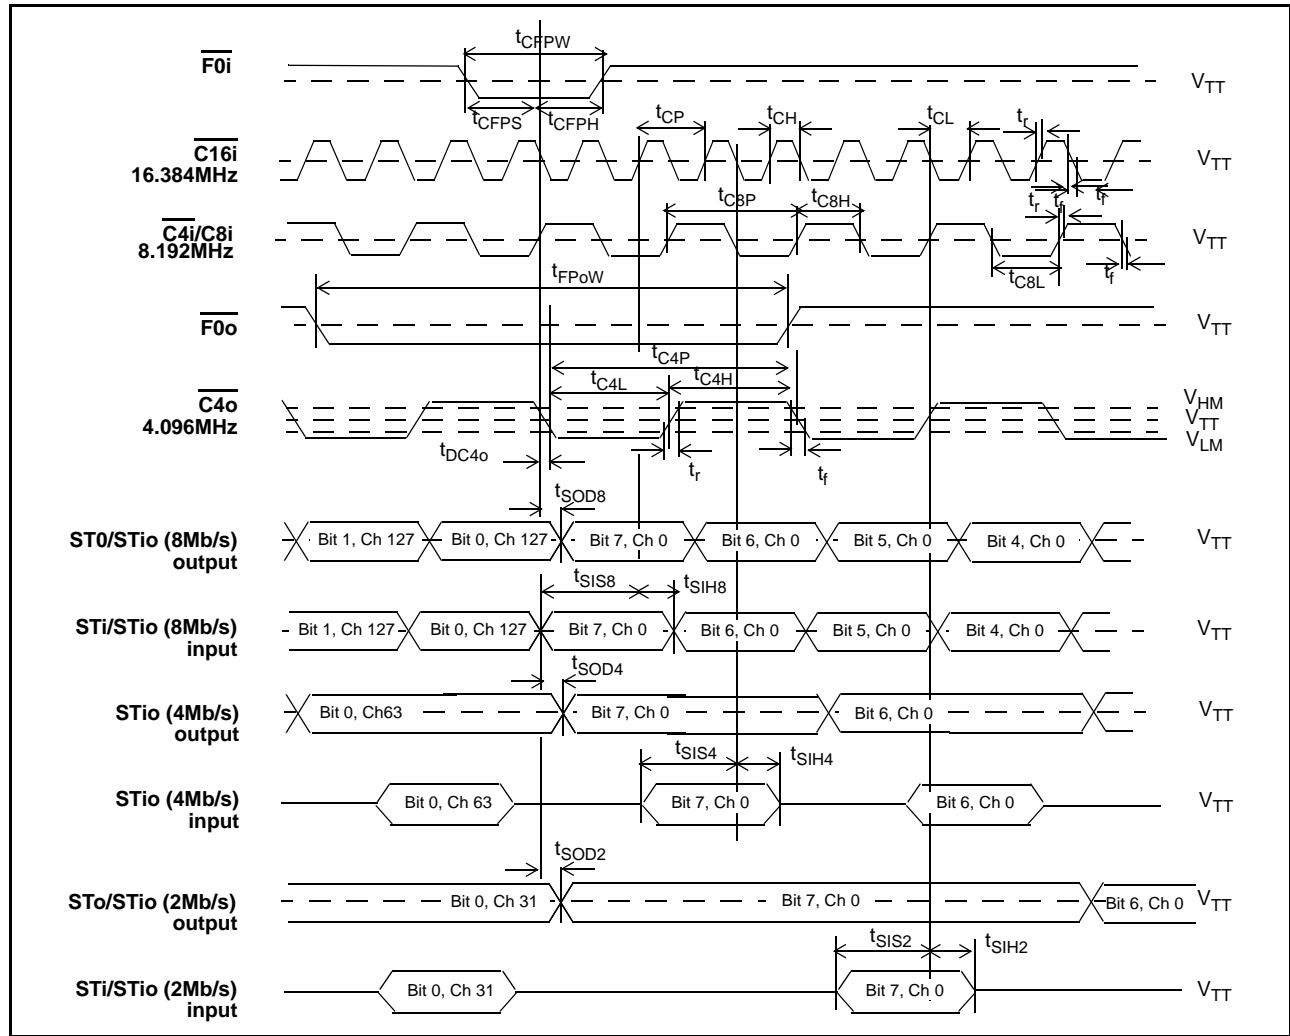 tCFPW
F0i
VTT
tCFPS tCFPH tCP tCH tCL tr
C16i
16.384MHz
VTT
tf tf
tC8P tC8H tr
C4i/C8i
8.192MHz
VTT
tFPoW tC8L tf
F0o
VTT
tC4P
tC4L tC4H
C4o
4.096MHz
VHM
VTT
VLM
tDC4o tr tf
tSOD8
ST0/STio (8Mb/s)
output
Bit 1, Ch 127 Bit 0, Ch 127 Bit 7, Ch 0 Bit 6, Ch 0 Bit 5, Ch 0 Bit 4, Ch 0
VTT
tSIS8 tSIH8
STi/STio (8Mb/s)
input
Bit 1, Ch 127 Bit 0, Ch 127 Bit 7, Ch 0 Bit 6, Ch 0 Bit 5, Ch 0 Bit 4, Ch 0
VTT
tSOD4
STio (4Mb/s)
output
Bit 0, Ch63 Bit 7, Ch 0 Bit 6, Ch 0
VTT
tSIS4 tSIH4
STio (4Mb/s)
input
Bit 0, Ch 63 Bit 7, Ch 0 Bit 6, Ch 0
VTT
tSOD2
STo/STio (2Mb/s)
output
Bit 0, Ch 31 Bit 7, Ch 0 Bit 6, Ch 0
VTT
tSIS2 tSIH2
STi/STio (2Mb/s)
input
Bit 0, Ch 31 Bit 7, Ch 0
VTT